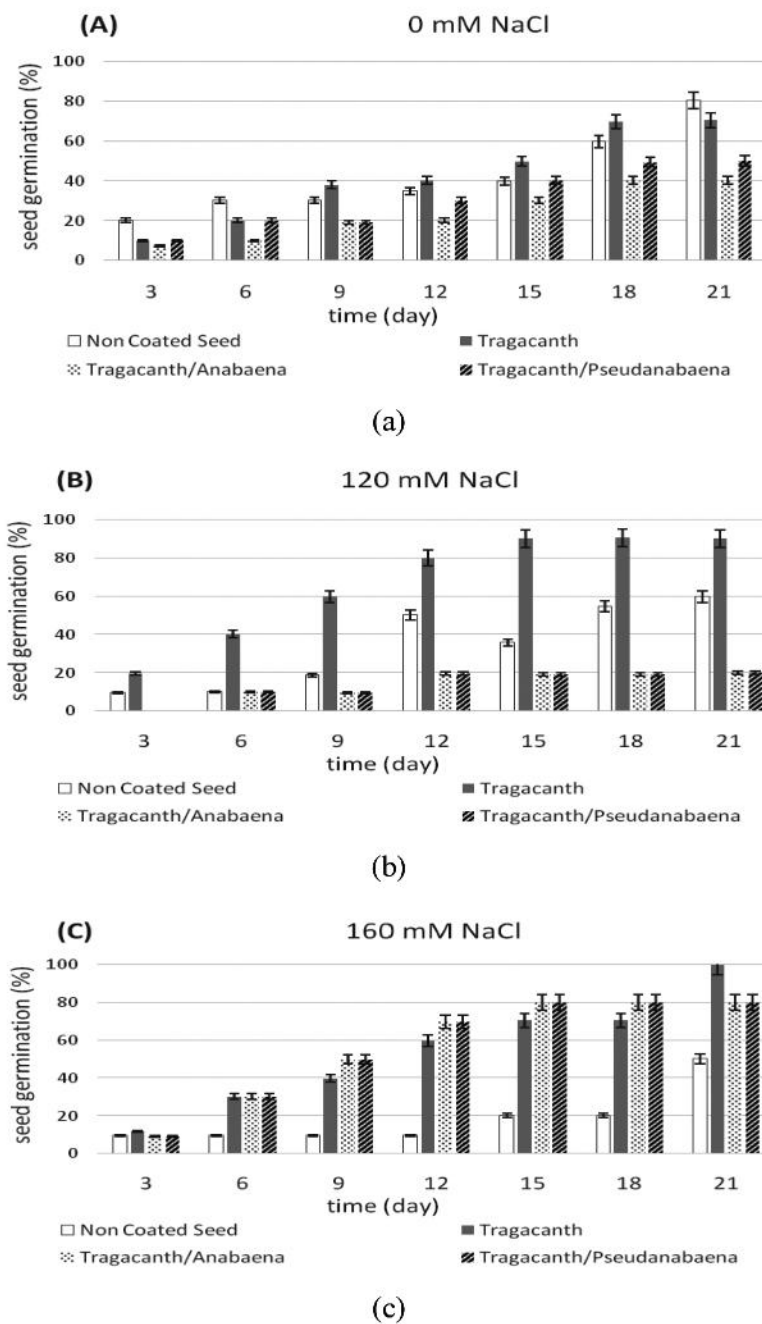 (A) 0 mM NaCl
seed germination (%)
100
80
60
40
20
0
3 6 9 12 15 18 21
time (day)
Non Coated Seed Tragacanth
Tragacanth/Anabaena Tragacanth/Pseudanabaena
(a)
(B) 120 mM NaCl
seed germination (%)
100
80
60
40
20
0
3 6 9 12 15 18 21
time (day)
Non Coated Seed Tragacanth
Tragacanth/Anabaena Tragacanth/Pseudanabaena
(b)
(C) 160 mM NaCl
seed germination (%)
100
80
60
40
20
0
3 6 9 12 15 18 21
time (day)
Non Coated Seed Tragacanth
Tragacanth/Anabaena Tragacanth/Pseudanabaena
(c)